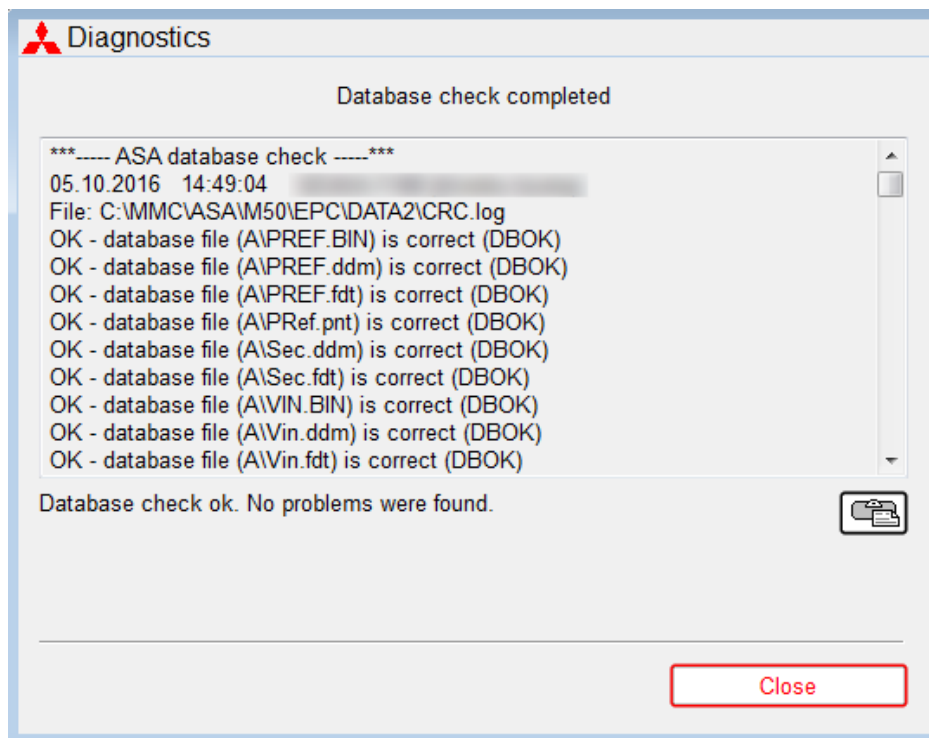 Diagnostics
Database check completed
***----- ASA database check -----***
05.10.2016 14:49:04
File: C:\MMC\ASA\M50\EPC\DATA2\CRC.log
OK - database file (A\PREF.BIN) is correct (DBOK)
OK - database file (A\PREF.ddm) is correct (DBOK)
OK - database file (A\PREF.fdt) is correct (DBOK)
OK - database file (A\PRef.pnt) is correct (DBOK)
OK - database file (A\Sec.ddm) is correct (DBOK)
OK - database file (A\Sec.fdt) is correct (DBOK)
OK - database file (A\VIN.BIN) is correct (DBOK)
OK - database file (A\Vin.ddm) is correct (DBOK)
OK - database file (A\Vin.fdt) is correct (DBOK)
Database check ok. No problems were found.
Close